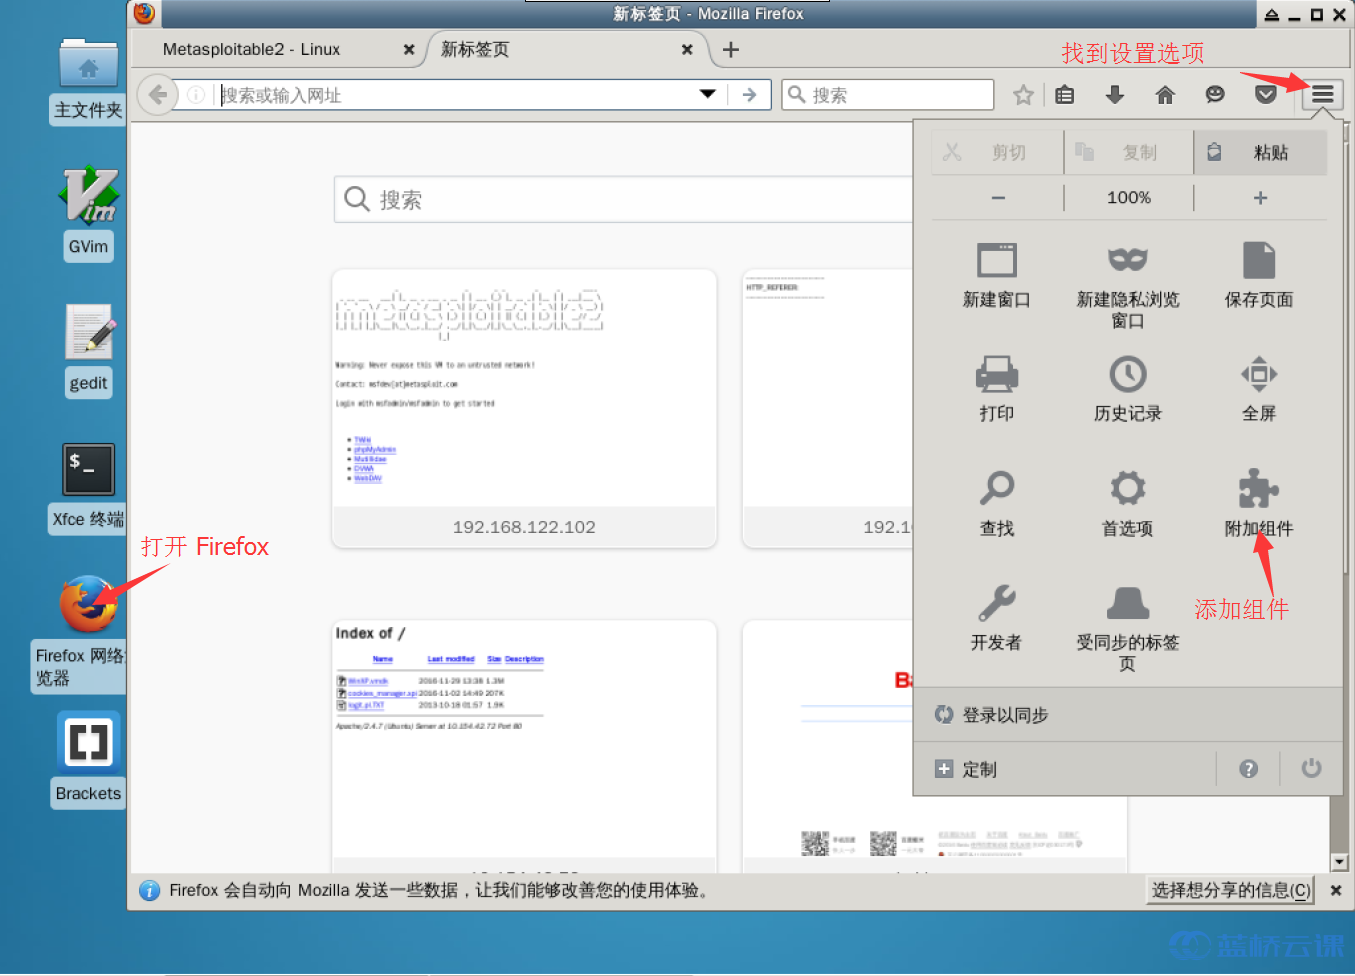 新标签页 - Mozilla Firefox
Metasploitable2 - Linux
新标签页
找到设置选项
搜索或输入网址
搜索
主文件夹
GVim
gedit
Xfce 终端
打开 Firefox
Firefox 网络
览器
Brackets
搜索
metasploitable2
Warning: Never expose this VM to an untrusted network!
Contact: msfdev[at]metasploit.com
Login with msfadmin/msfadmin to get started
TWiki
phpMyAdmin
Mutillidae
DVWA
WebDAV
192.168.122.102
HTTP_REFERER:
192.1
Index of /
Name Last modified Size Description
WinXP.vmdk 2016-11-29 13:38 1.3M
cookies_manager.xpi 2016-11-02 14:49 207K
logit.pl.TXT 2013-10-18 01:57 1.9K
Apache/2.4.7 (Ubuntu) Server at 10.154.42.72 Port 80
Ba
剪切
复制
粘贴
100%
新建窗口
新建隐私浏览
窗口
保存页面
打印
历史记录
全屏
查找
首选项
附加组件
添加组件
开发者
受同步的标签
页
登录以同步
定制
Firefox 会自动向 Mozilla 发送一些数据，让我们能够改善您的使用体验。
选择想分享的信息(C)
蓝桥云课